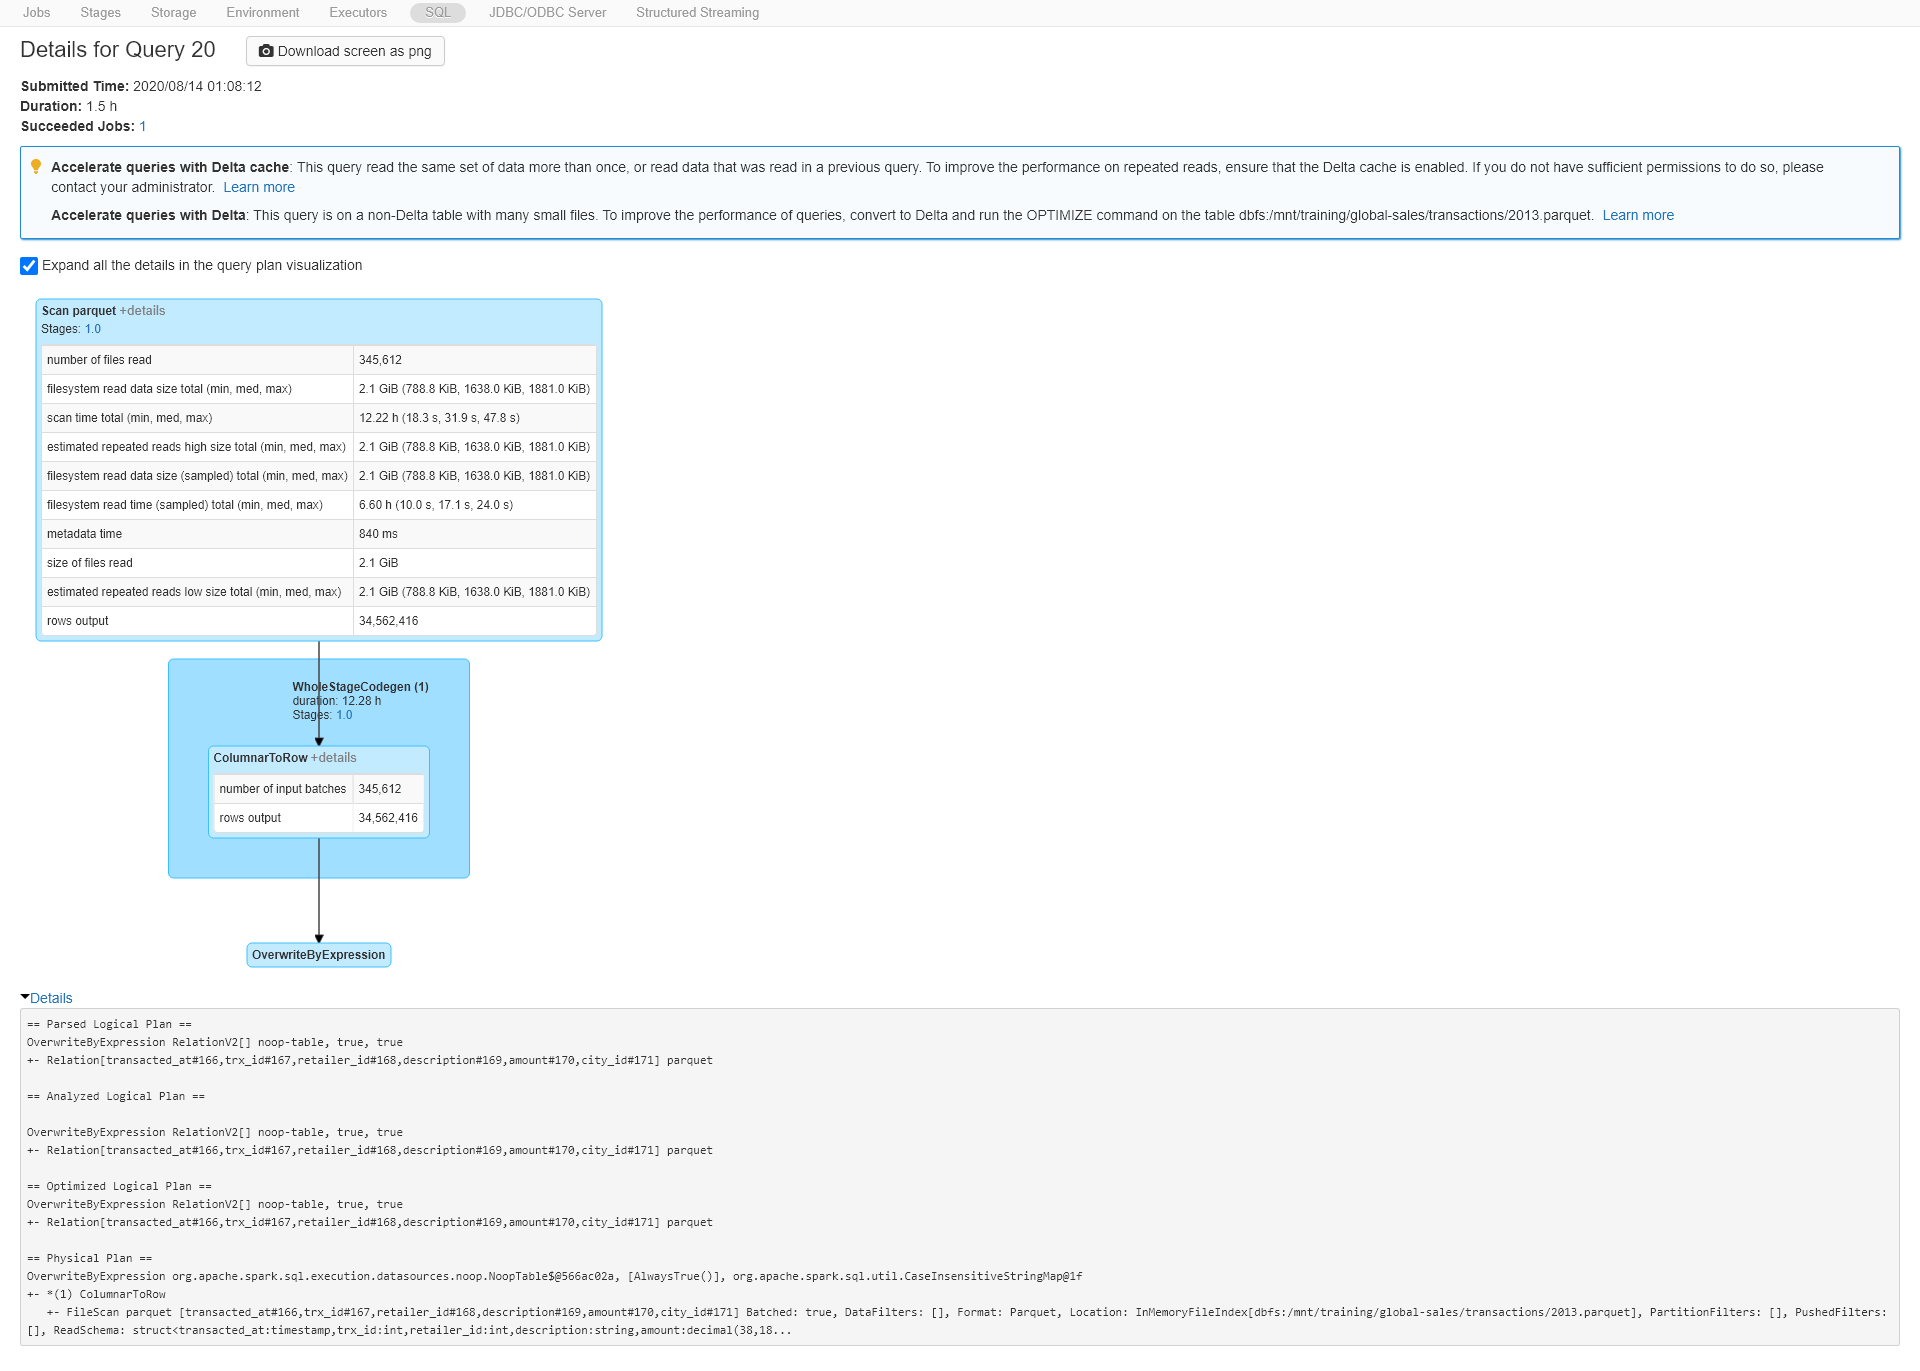 Jobs Stages Storage Environment Executors SQL JDBC/ODBC Server Structured Streaming
Details for Query 20 Download screen as png
Submitted Time: 2020/08/14 01:08:12
Duration: 1.5 h
Succeeded Jobs: 1
Accelerate queries with Delta cache: This query read the same set of data more than once, or read data that was read in a previous query. To improve the performance on repeated reads, ensure that the Delta cache is enabled. If you do not have sufficient permissions to do so, please
contact your administrator. Learn more
Accelerate queries with Delta: This query is on a non-Delta table with many small files. To improve the performance of queries, convert to Delta and run the OPTIMIZE command on the table dbfs:/mnt/training/global-sales/transactions/2013.parquet. Learn more
Expand all the details in the query plan visualization
Scan parquet +details
Stages: 1.0
number of files read 345,612
filesystem read data size total (min, med, max) 2.1 GiB (788.8 KiB, 1638.0 KiB, 1881.0 KiB)
scan time total (min, med, max) 12.22 h (18.3 s, 31.9 s, 47.8 s)
estimated repeated reads high size total (min, med, max) 2.1 GiB (788.8 KiB, 1638.0 KiB, 1881.0 KiB)
filesystem read data size (sampled) total (min, med, max) 2.1 GiB (788.8 KiB, 1638.0 KiB, 1881.0 KiB)
filesystem read time (sampled) total (min, med, max) 6.60 h (10.0 s, 17.1 s, 24.0 s)
metadata time 840 ms
size of files read 2.1 GiB
estimated repeated reads low size total (min, med, max) 2.1 GiB (788.8 KiB, 1638.0 KiB, 1881.0 KiB)
rows output 34,562,416
WholeStageCodegen (1)
duration: 12.28 h
Stages: 1.0
ColumnarToRow +details
number of input batches 345,612
rows output 34,562,416
OverwriteByExpression
Details
== Parsed Logical Plan ==
OverwriteByExpression RelationV2[] noop-table, true, true
+- Relation[transacted_at#166,trx_id#167,retailer_id#168,description#169,amount#170,city_id#171] parquet
== Analyzed Logical Plan ==
OverwriteByExpression RelationV2[] noop-table, true, true
+- Relation[transacted_at#166,trx_id#167,retailer_id#168,description#169,amount#170,city_id#171] parquet
== Optimized Logical Plan ==
OverwriteByExpression RelationV2[] noop-table, true, true
+- Relation[transacted_at#166,trx_id#167,retailer_id#168,description#169,amount#170,city_id#171] parquet
== Physical Plan ==
OverwriteByExpression org.apache.spark.sql.execution.datasources.noop.NoopTable$@566ac02a, [AlwaysTrue()], org.apache.spark.sql.util.CaseInsensitiveStringMap@1f
+- *(1) ColumnarToRow
+- FileScan parquet [transacted_at#166,trx_id#167,retailer_id#168,description#169,amount#170,city_id#171] Batched: true, DataFilters: [], Format: Parquet, Location: InMemoryFileIndex[dbfs:/mnt/training/global-sales/transactions/2013.parquet], PartitionFilters: [], PushedFilters:
[], ReadSchema: struct<transacted_at:timestamp,trx_id:int,retailer_id:int,description:string,amount:decimal(38,18...